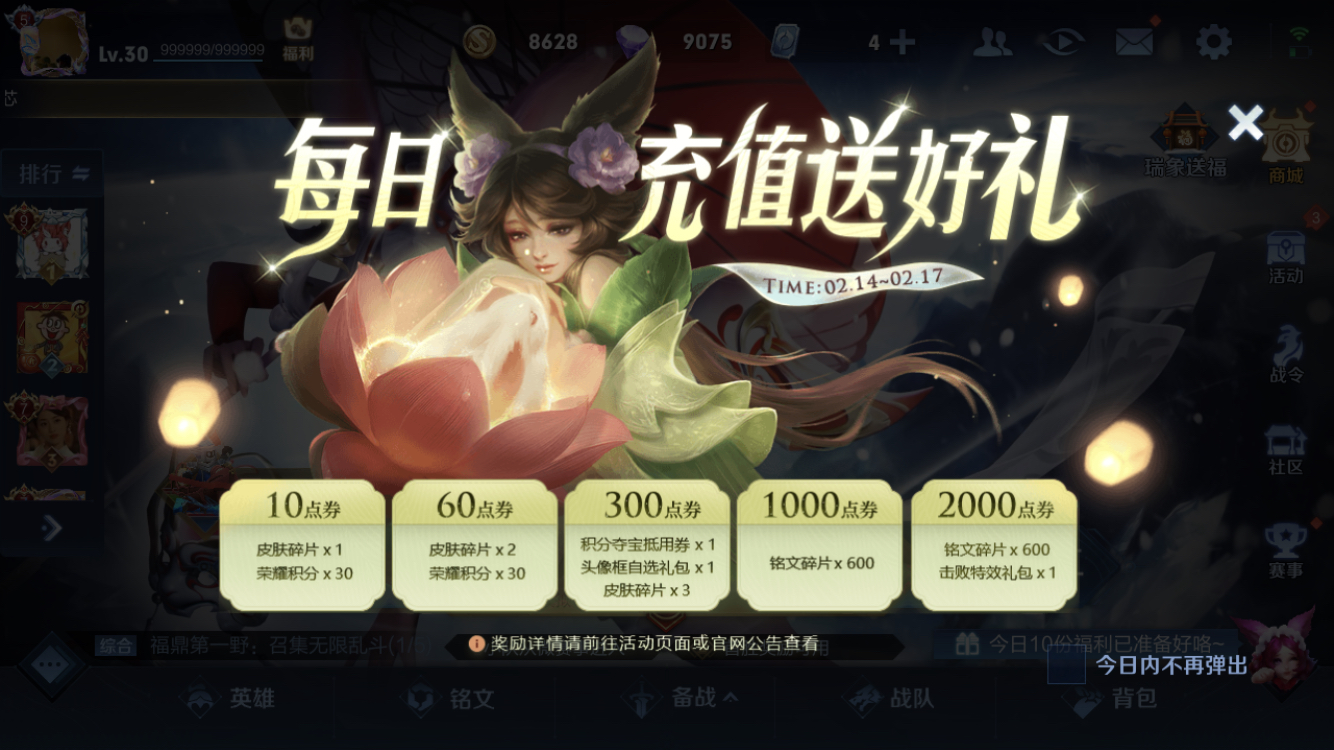 5
Lv.30
999999/999999
福利
8628
9075
4
每日充值送好礼
TIME:02.14~02.17
瑞象送福
商城
排行
9
1
3
活动
2
战令
7
3
社区
赛事
10点券
皮肤碎片 x 1
荣耀积分 x 30
60点券
皮肤碎片 x 2
荣耀积分 x 30
300点券
积分夺宝抵用券 x 1
头像框自选礼包 x 1
皮肤碎片 x 3
1000点券
铭文碎片 x 600
2000点券
铭文碎片 x 600
击败特效礼包 x 1
综合
福鼎第一野：召集无限乱斗(1/5)
奖励详情请前往活动页面或官网公告查看
今日10份福利已准备好咯~
今日内不再弹出
英雄
铭文
备战
战队
背包